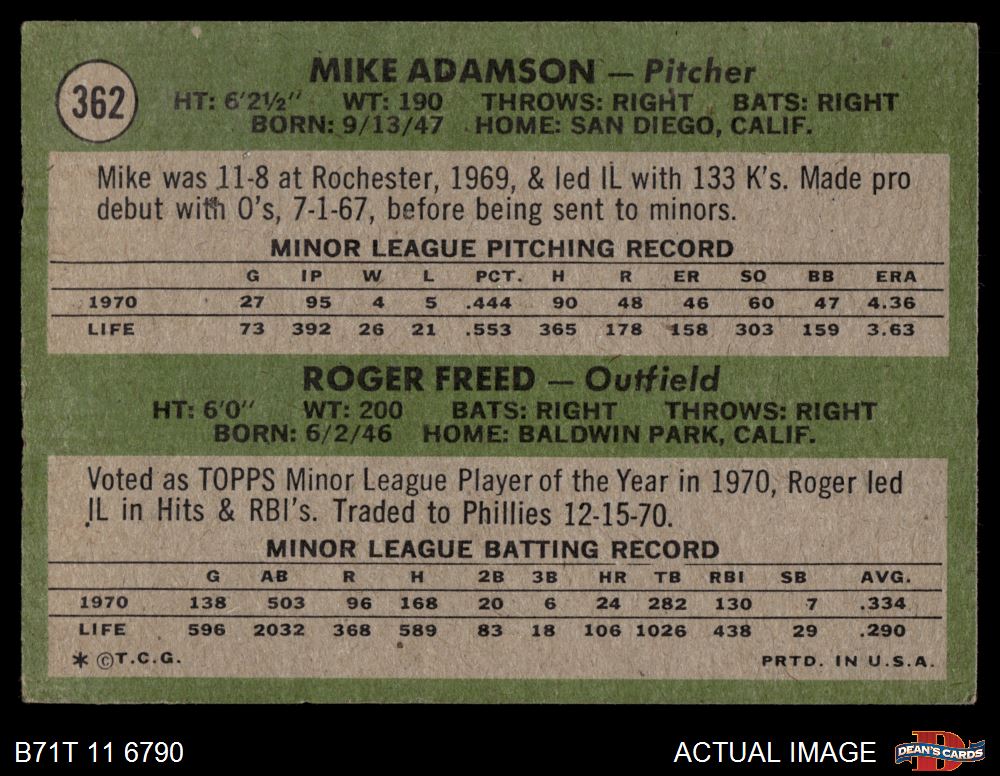 362
MIKE ADAMSON — Pitcher
HT: 6'2½" WT: 190 THROWS: RIGHT BATS: RIGHT
BORN: 9/13/47 HOME: SAN DIEGO, CALIF.
Mike was 11-8 at Rochester, 1969, & led IL with 133 K's. Made pro
debut with O's, 7-1-67, before being sent to minors.
MINOR LEAGUE PITCHING RECORD
G IP W L PCT. H R ER SO BB ERA
1970 27 95 4 5 .444 90 48 46 60 47 4.36
LIFE 73 392 26 21 .553 365 178 158 303 159 3.63
ROGER FREED — Outfield
HT: 6'0" WT: 200 BATS: RIGHT THROWS: RIGHT
BORN: 6/2/46 HOME: BALDWIN PARK, CALIF.
Voted as TOPPS Minor League Player of the Year in 1970, Roger led
IL in Hits & RBI's. Traded to Phillies 12-15-70.
MINOR LEAGUE BATTING RECORD
G AB R H 2B 3B HR TB RBI SB AVG.
1970 138 503 96 168 20 6 24 282 130 7 .334
LIFE 596 2032 368 589 83 18 106 1026 438 29 .290
* ©T.C.G. PRTD. IN U.S.A.
B71T 11 6790 ACTUAL IMAGE D DEAN'S CARDS